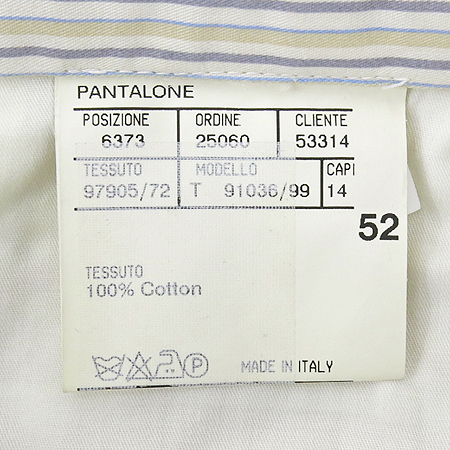 PANTALONE
POSIZIONE ORDINE CLIENTE
6373 25060 53314
TESSUTO MODELLO CAPI
97905/72 T 91036/99 14
52
TESSUTO
100% Cotton
P
MADE IN ITALY